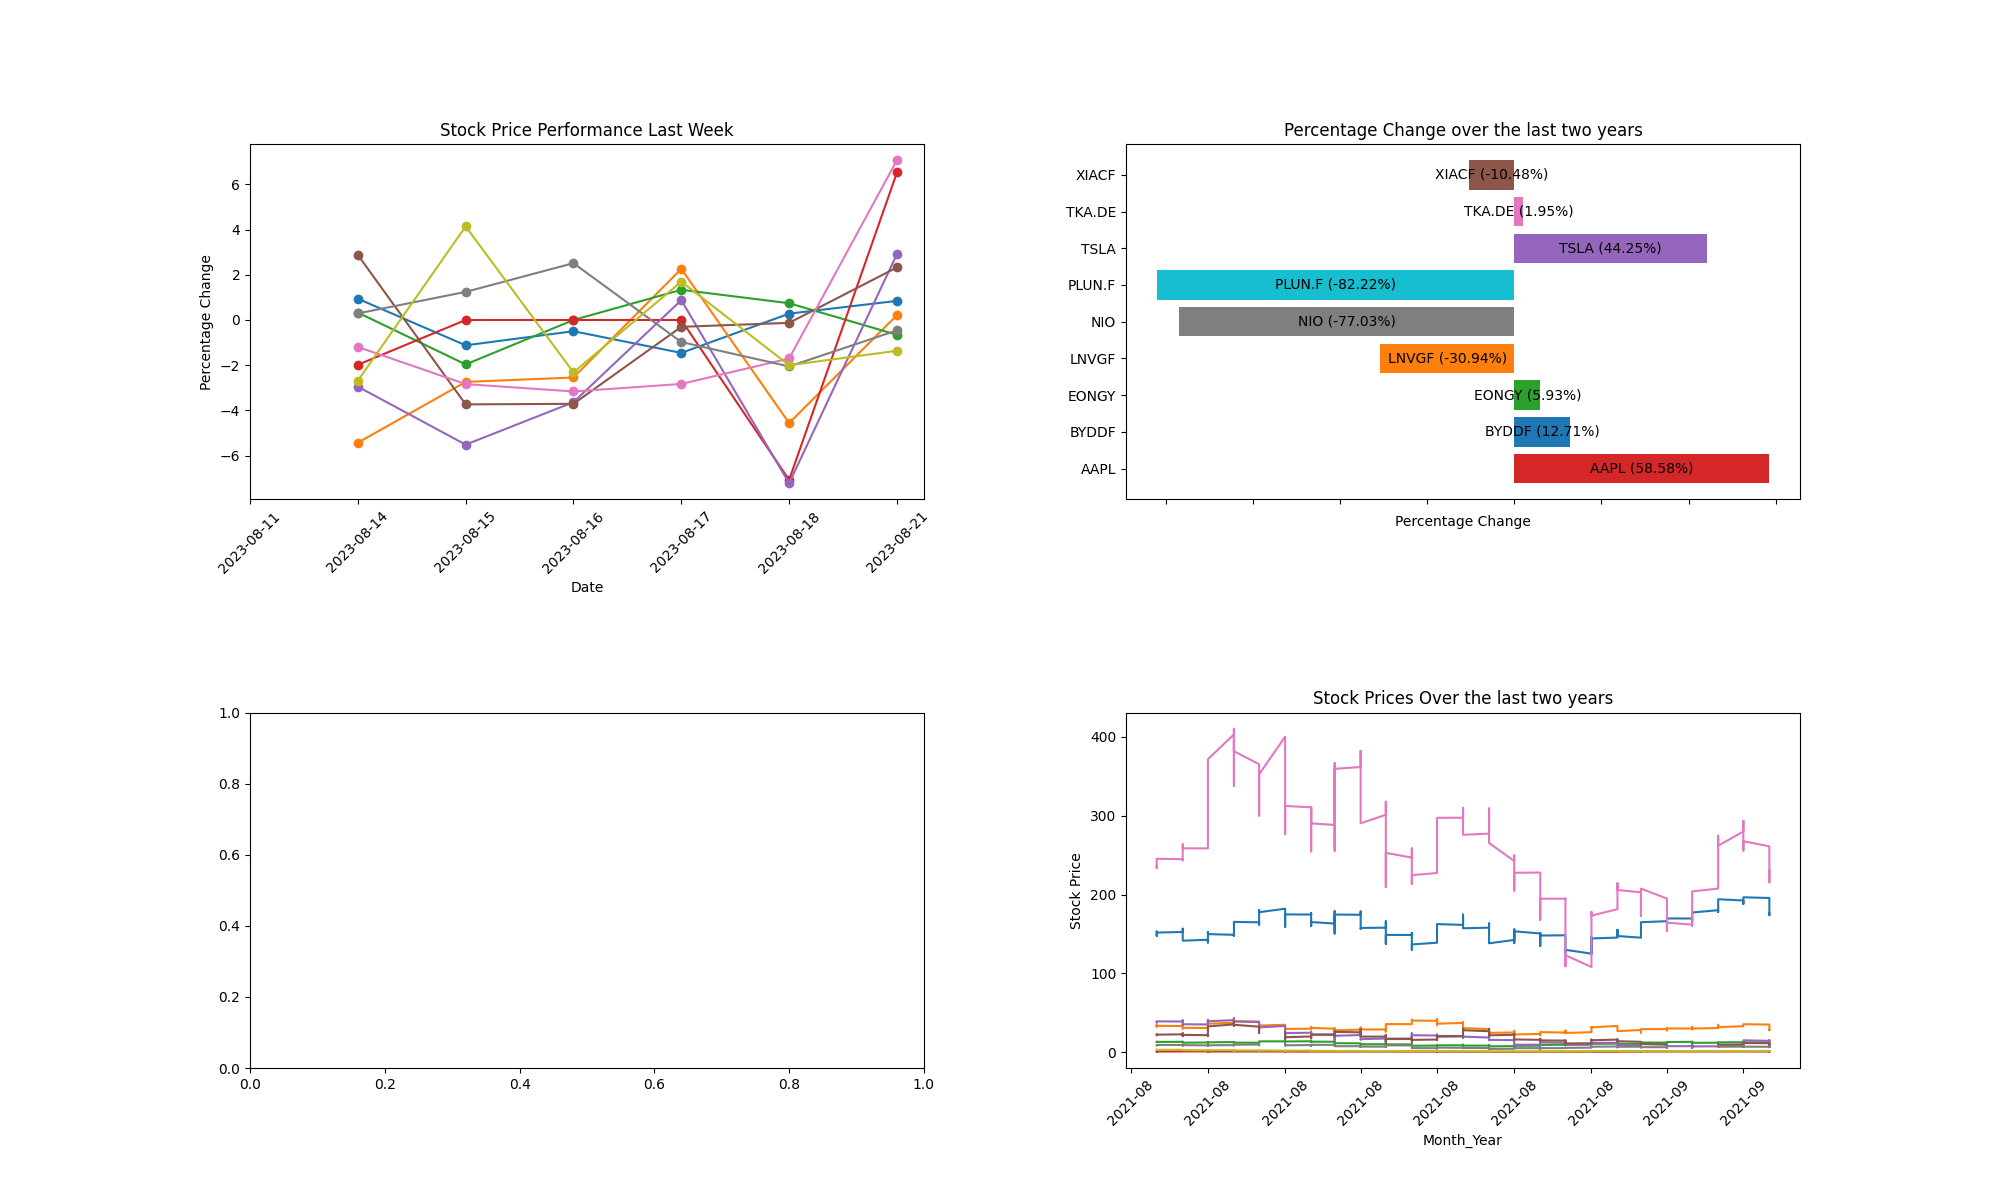 Stock Price Performance Last Week
Percentage Change
6
4
2
0
−2
−4
−6
2023-08-11
2023-08-14
2023-08-15
2023-08-16
2023-08-17
2023-08-18
2023-08-21
Date
Percentage Change over the last two years
XIACF
XIACF (-10.48%)
TKA.DE
TKA.DE (1.95%)
TSLA
TSLA (44.25%)
PLUN.F
PLUN.F (-82.22%)
NIO
NIO (-77.03%)
LNVGF
LNVGF (-30.94%)
EONGY
EONGY (5.93%)
BYDDF
BYDDF (12.71%)
AAPL
AAPL (58.58%)
Percentage Change
1.0
0.8
0.6
0.4
0.2
0.0
0.0
0.2
0.4
0.6
0.8
1.0
Stock Prices Over the last two years
Stock Price
400
300
200
100
0
2021-08
2021-08
2021-08
2021-08
2021-08
2021-08
2021-08
2021-09
2021-09
Month_Year